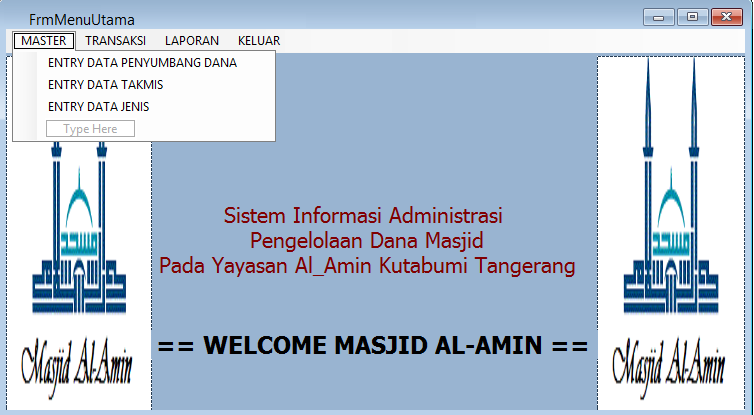 FrmMenuUtama
MASTER TRANSAKSI LAPORAN KELUAR
ENTRY DATA PENYUMBANG DANA
ENTRY DATA TAKMIS
ENTRY DATA JENIS
Type Here
مسجد
مسجد
Sistem Informasi Administrasi
Pengelolaan Dana Masjid
Pada Yayasan Al_Amin Kutabumi Tangerang
== WELCOME MASJID AL-AMIN ==
Masjid Al-Amin
Masjid Al-Amin